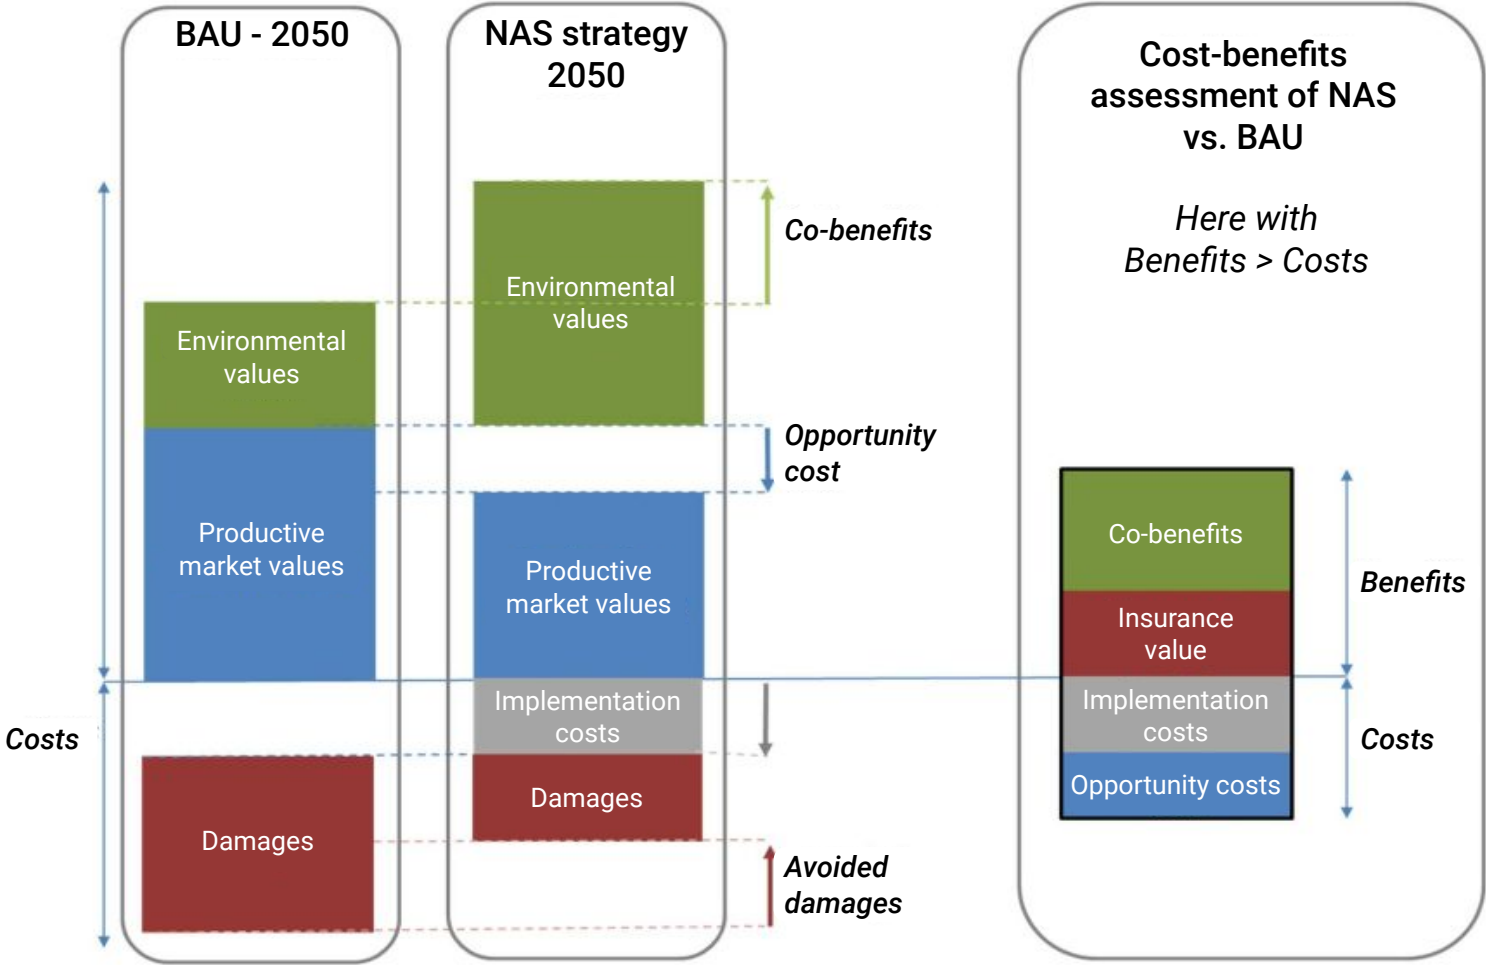 BAU - 2050
NAS strategy
2050
Cost-benefits
assessment of NAS
vs. BAU
Here with
Benefits > Costs
Co-benefits
Environmental
values
Environmental
values
Opportunity
cost
Productive
market values
Productive
market values
Co-benefits
Insurance
value
Benefits
Implementation
costs
Implementation
costs
Costs
Costs
Opportunity costs
Damages
Damages
Avoided
damages